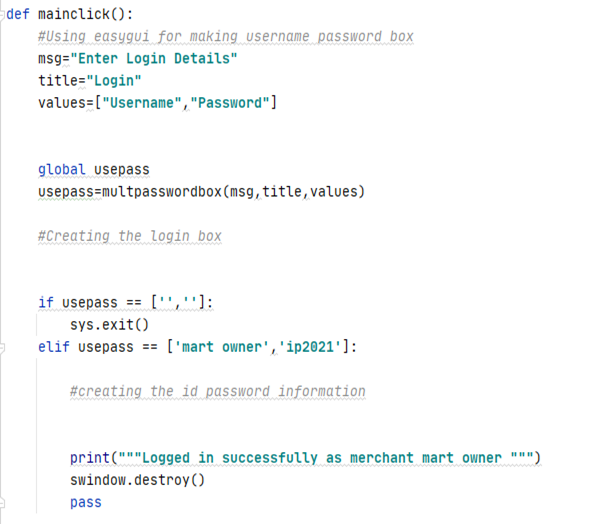 def mainclick():
    #Using easygui for making username password box
    msg="Enter Login Details"
    title="Login"
    values=["Username","Password"]
    global usepass
    usepass=multpasswordbox(msg,title,values)
    #Creating the login box
    if usepass == ['','']:
        sys.exit()
    elif usepass == ['mart owner','ip2021']:
        #creating the id password information
        print("""Logged in successfully as merchant mart owner """)
        swindow.destroy()
        pass